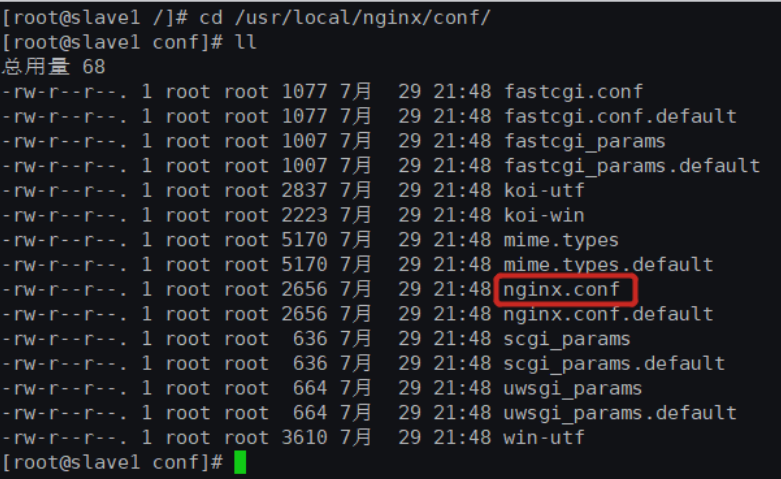 [root@slave1 /]# cd /usr/local/nginx/conf/
[root@slave1 conf]# ll
总用量 68
-rw-r--r--. 1 root root 1077 7月  29 21:48 fastcgi.conf
-rw-r--r--. 1 root root 1077 7月  29 21:48 fastcgi.conf.default
-rw-r--r--. 1 root root 1007 7月  29 21:48 fastcgi_params
-rw-r--r--. 1 root root 1007 7月  29 21:48 fastcgi_params.default
-rw-r--r--. 1 root root 2837 7月  29 21:48 koi-utf
-rw-r--r--. 1 root root 2223 7月  29 21:48 koi-win
-rw-r--r--. 1 root root 5170 7月  29 21:48 mime.types
-rw-r--r--. 1 root root 5170 7月  29 21:48 mime.types.default
-rw-r--r--. 1 root root 2656 7月  29 21:48 nginx.conf
-rw-r--r--. 1 root root 2656 7月  29 21:48 nginx.conf.default
-rw-r--r--. 1 root root  636 7月  29 21:48 scgi_params
-rw-r--r--. 1 root root  636 7月  29 21:48 scgi_params.default
-rw-r--r--. 1 root root  664 7月  29 21:48 uwsgi_params
-rw-r--r--. 1 root root  664 7月  29 21:48 uwsgi_params.default
-rw-r--r--. 1 root root 3610 7月  29 21:48 win-utf
[root@slave1 conf]#